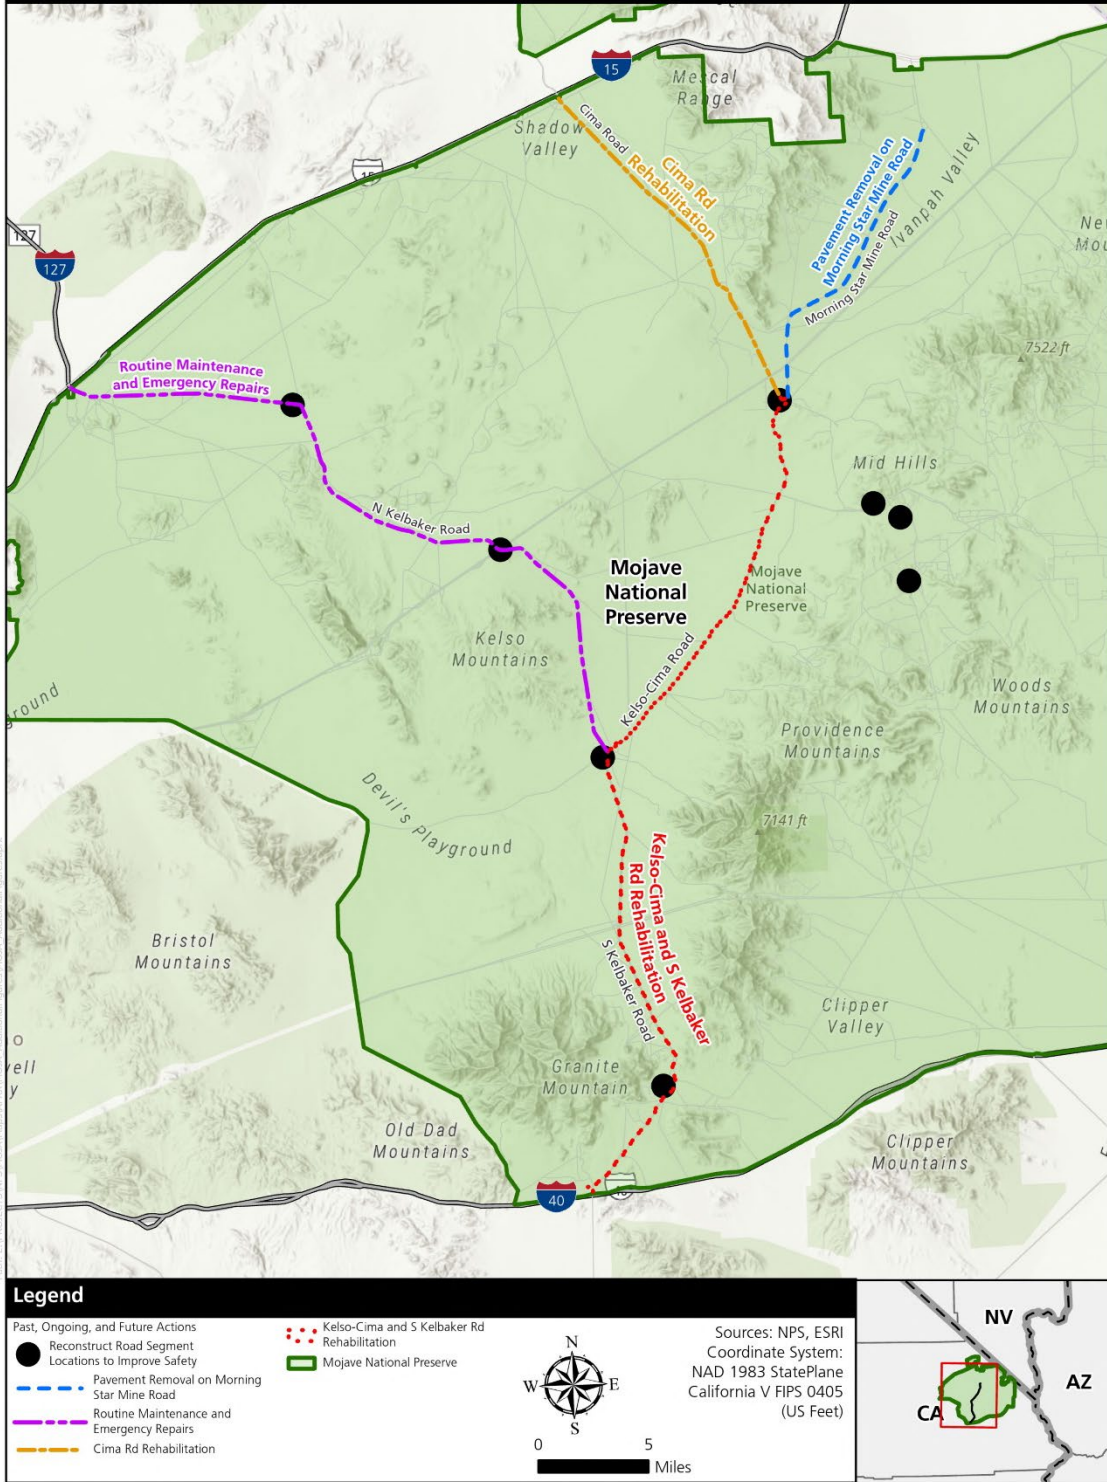 15
Mescal
Range
Shadow
Valley
Cima Road
Cima Rd
Rehabilitation
Pavement Removal on
Morning Star Mine Road
Morning Star Mine Road
Ivanpah Valley
15
127
127
7522 ft
Routine Maintenance
and Emergency Repairs
Mid Hills
N Kelbaker Road
Mojave
National
Preserve
Mojave
National
Preserve
Kelso
Mountains
Kelso-Cima Road
Woods
Mountains
Providence
Mountains
Devil's Playground
7141 ft
Kelso-Cima and S Kelbaker
Rd Rehabilitation
S Kelbaker Road
Bristol
Mountains
Clipper
Valley
Granite
Mountain
Old Dad
Mountains
Clipper
Mountains
40
Legend
Past, Ongoing, and Future Actions
Reconstruct Road Segment
Locations to Improve Safety
Pavement Removal on Morning
Star Mine Road
Routine Maintenance and
Emergency Repairs
Cima Rd Rehabilitation
Kelso-Cima and S Kelbaker Rd
Rehabilitation
Mojave National Preserve
N
W E
S
0 5
Miles
Sources: NPS, ESRI
Coordinate System:
NAD 1983 StatePlane
California V FIPS 0405
(US Feet)
NV
CA
AZ